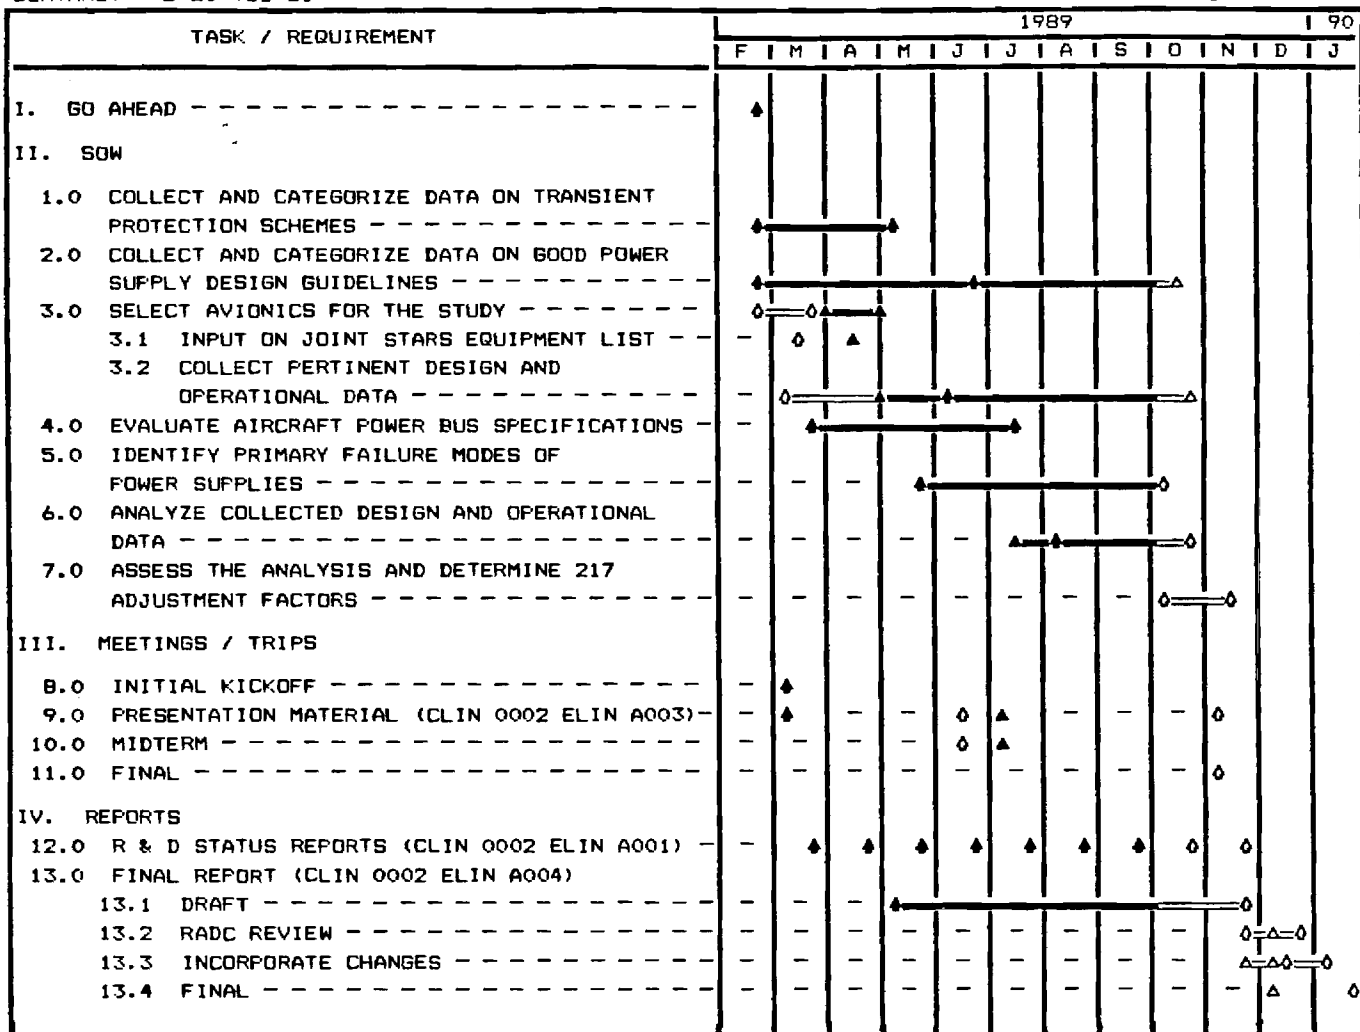 TASK / REQUIREMENT
1989
90
F M A M J J A S O N D J
I. GO AHEAD
II. SOW
1.0 COLLECT AND CATEGORIZE DATA ON TRANSIENT
PROTECTION SCHEMES
2.0 COLLECT AND CATEGORIZE DATA ON GOOD POWER
SUPPLY DESIGN GUIDELINES
3.0 SELECT AVIONICS FOR THE STUDY
3.1 INPUT ON JOINT STARS EQUIPMENT LIST
3.2 COLLECT PERTINENT DESIGN AND
OPERATIONAL DATA
4.0 EVALUATE AIRCRAFT POWER BUS SPECIFICATIONS
5.0 IDENTIFY PRIMARY FAILURE MODES OF
POWER SUPPLIES
6.0 ANALYZE COLLECTED DESIGN AND OPERATIONAL
DATA
7.0 ASSESS THE ANALYSIS AND DETERMINE 217
ADJUSTMENT FACTORS
III. MEETINGS / TRIPS
8.0 INITIAL KICKOFF
9.0 PRESENTATION MATERIAL (CLIN 0002 ELIN A003)
10.0 MIDTERM
11.0 FINAL
IV. REPORTS
12.0 R & D STATUS REPORTS (CLIN 0002 ELIN A001)
13.0 FINAL REPORT (CLIN 0002 ELIN A004)
13.1 DRAFT
13.2 RADC REVIEW
13.3 INCORPORATE CHANGES
13.4 FINAL